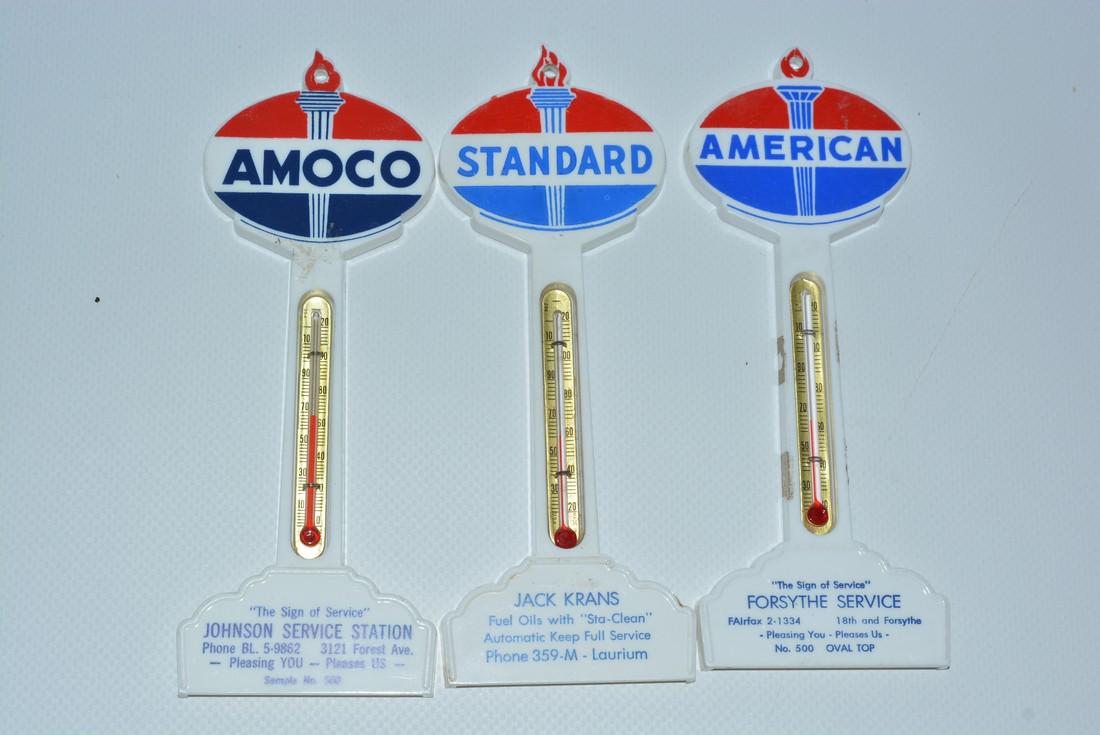 AMOCO
"The Sign of Service"
JOHNSON SERVICE STATION
Phone BL. 5-9862 3121 Forest Ave.
— Pleasing YOU — Pleases US —
Sample No. 500
STANDARD
JACK KRANS
Fuel Oils with "Sta-Clean"
Automatic Keep Full Service
Phone 359-M - Laurium
AMERICAN
"The Sign of Service"
FORSYTHE SERVICE
FAirfax 2-1334 18th and Forsythe
- Pleasing You - Pleases Us -
No. 500 OVAL TOP